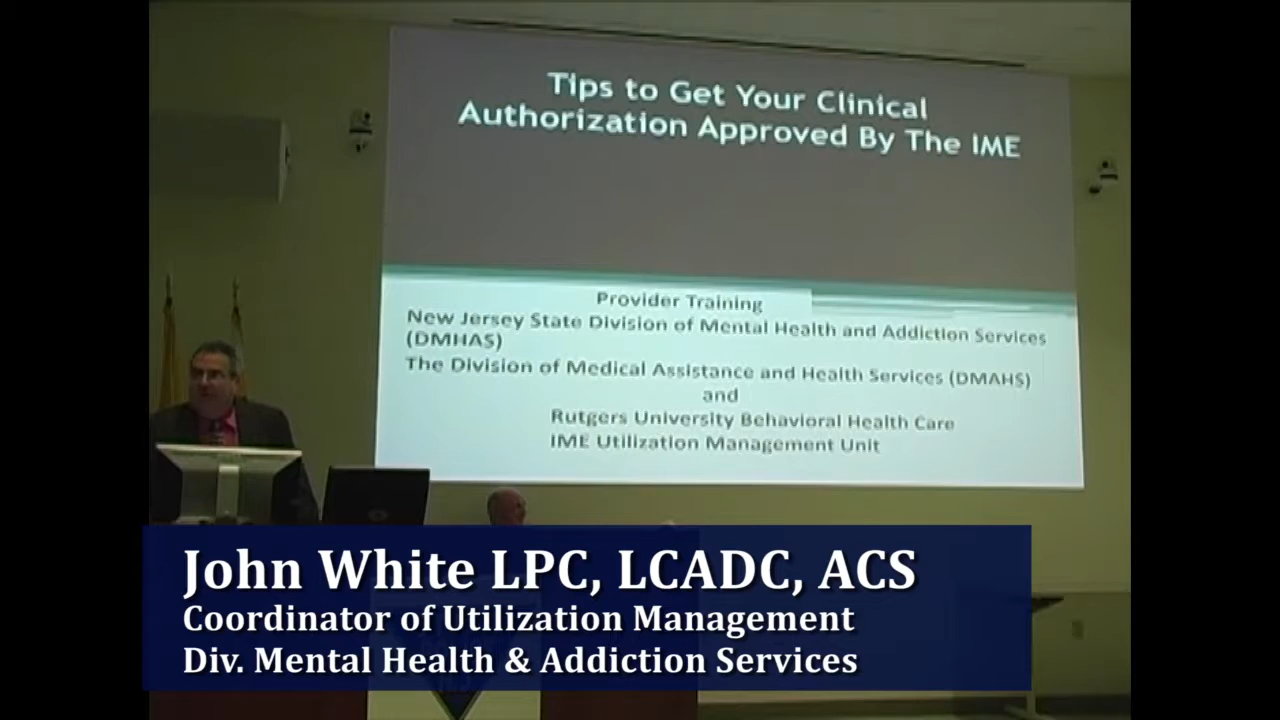 Tips to Get Your Clinical
Authorization Approved By The IME
Provider Training
New Jersey State Division of Mental Health and Addiction Services
(DMHAS)
The Division of Medical Assistance and Health Services (DMAHS)
and
Rutgers University Behavioral Health Care
IME Utilization Management Unit
John White LPC, LCADC, ACS
Coordinator of Utilization Management
Div. Mental Health & Addiction Services